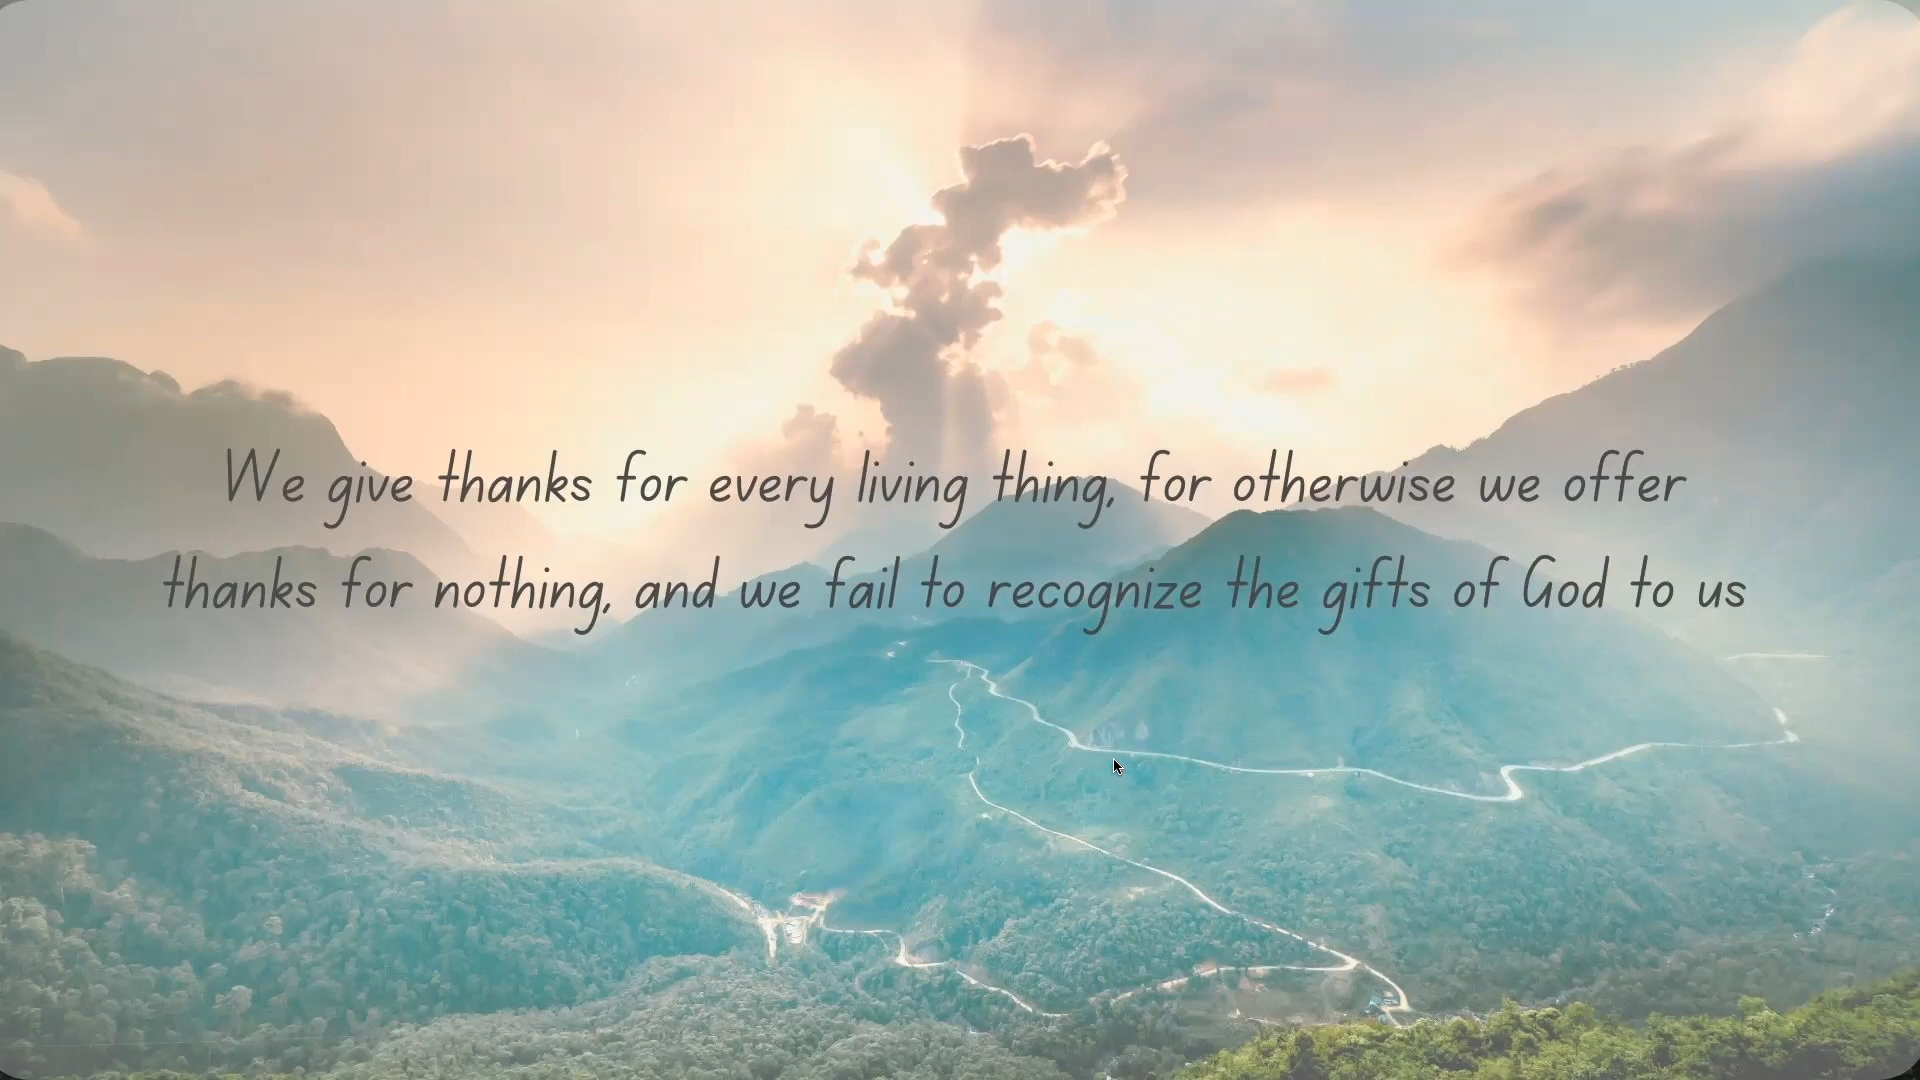 We give thanks for every living thing, for otherwise we offer
thanks for nothing, and we fail to recognize the gifts of God to us